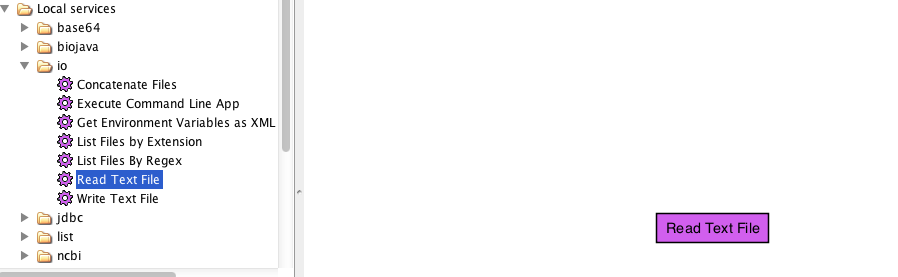 Local services
base64
biojava
io
Concatenate Files
Execute Command Line App
Get Environment Variables as XML
List Files by Extension
List Files By Regex
Read Text File
Write Text File
jdbc
list
ncbi
Read Text File